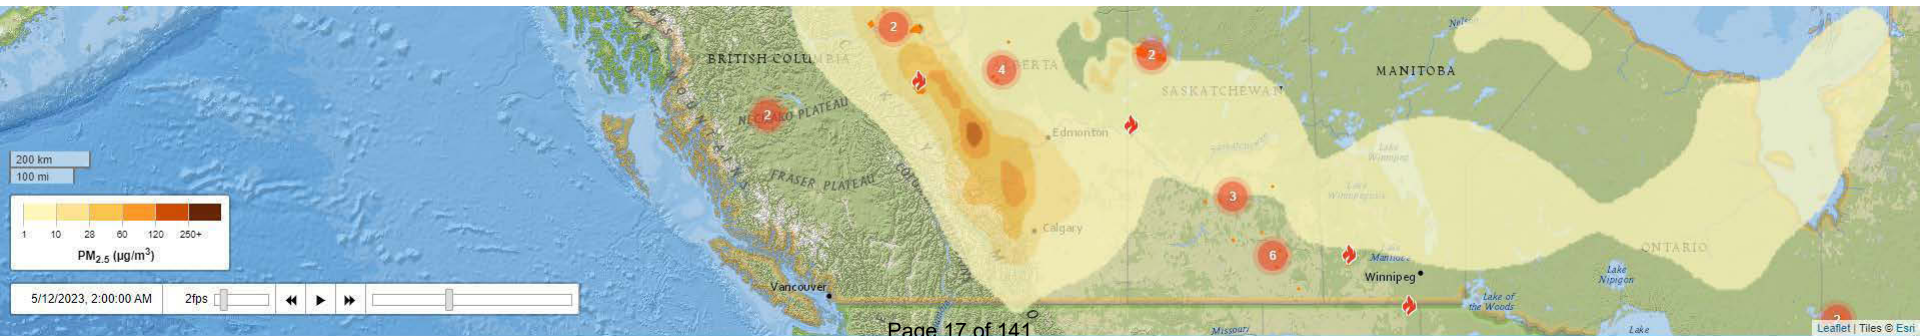 2
4
2
2
3
6
2
BRITISH COLUMBIA
NECHAKO PLATEAU
FRASER PLATEAU
Vancouver
Edmonton
Calgary
SASKATCHEWAN
MANITOBA
Lake
Winnipeg
Lake
Winnipegosis
Lake
Manitoba
Winnipeg
Lake of
the Woods
Lake
Nipigon
ONTARIO
Missouri
Lake
200 km
100 mi
1 10 28 60 120 250+
PM2.5 (µg/m³)
5/12/2023, 2:00:00 AM 2fps
Page 17 of 141
Leaflet | Tiles © Esri